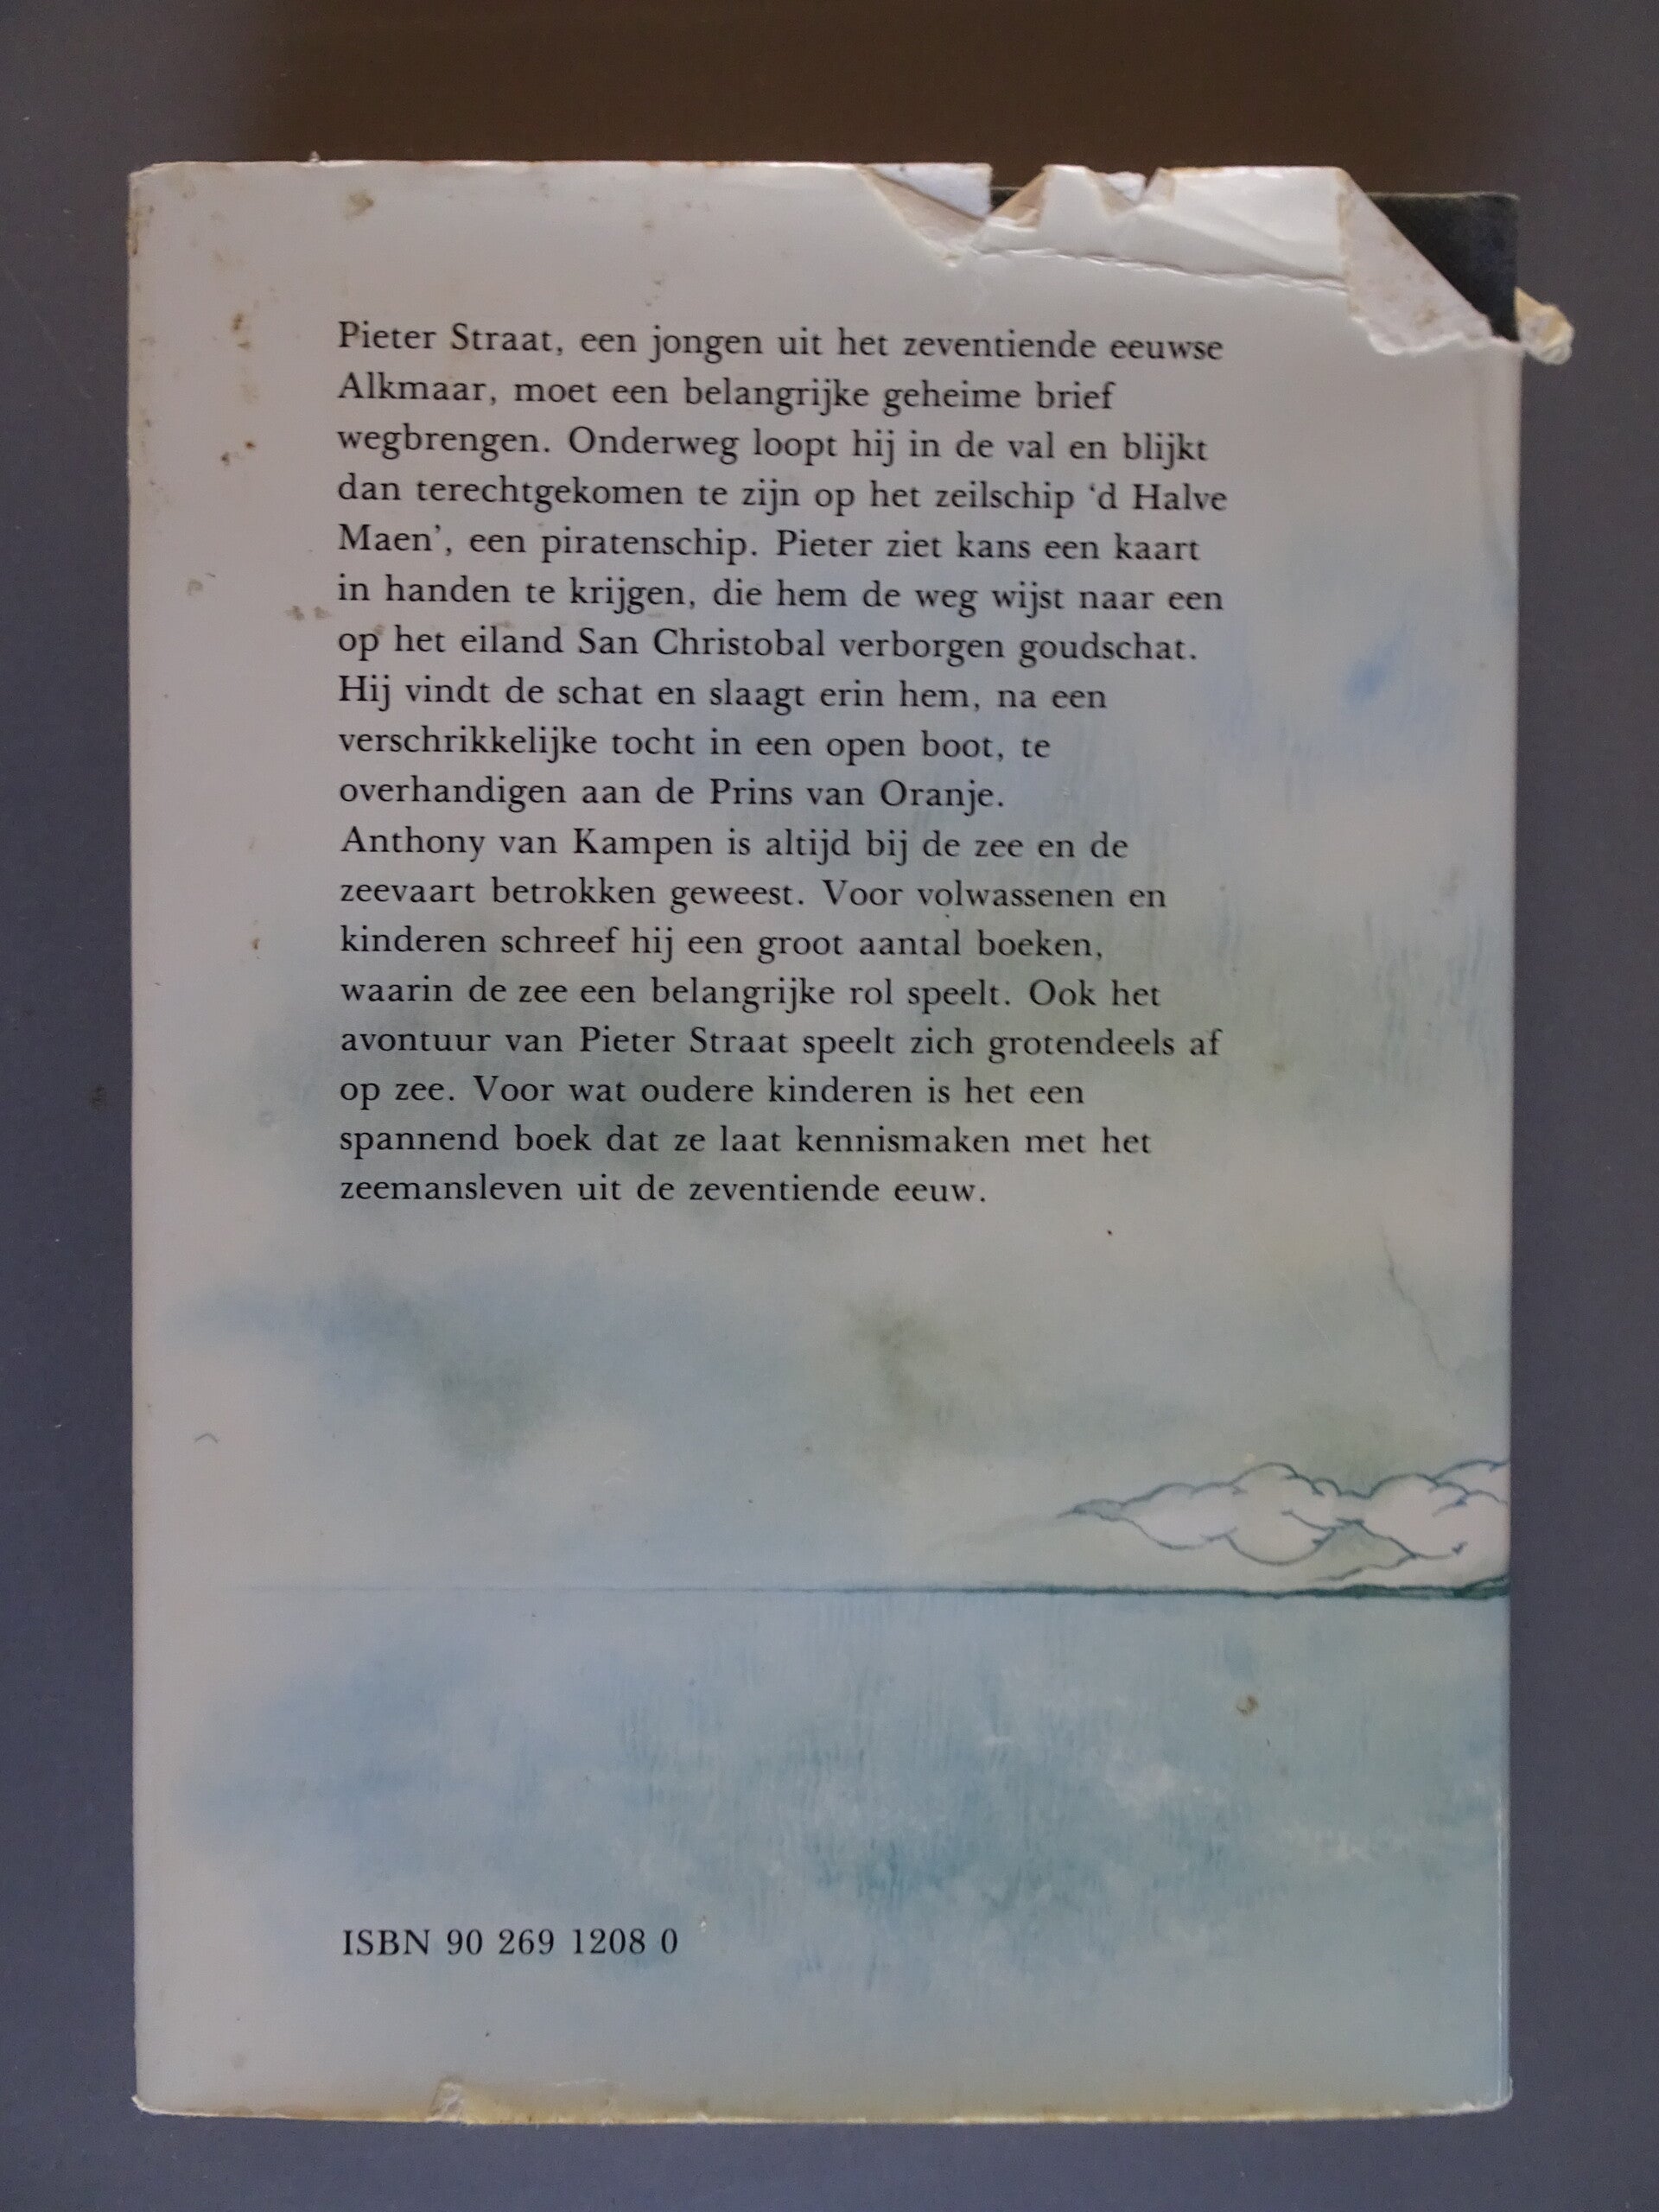 Pieter Straat, een jongen uit het zeventiende eeuwse
Alkmaar, moet een belangrijke geheime brief
wegbrengen. Onderweg loopt hij in de val en blijkt
dan terechtgekomen te zijn op het zeilschip ‘d Halve
Maen’, een piratenschip. Pieter ziet kans een kaart
in handen te krijgen, die hem de weg wijst naar een
op het eiland San Christobal verborgen goudschat.
Hij vindt de schat en slaagt erin hem, na een
verschrikkelijke tocht in een open boot, te
overhandigen aan de Prins van Oranje.
Anthony van Kampen is altijd bij de zee en de
zeevaart betrokken geweest. Voor volwassenen en
kinderen schreef hij een groot aantal boeken,
waarin de zee een belangrijke rol speelt. Ook het
avontuur van Pieter Straat speelt zich grotendeels af
op zee. Voor wat oudere kinderen is het een
spannend boek dat ze laat kennismaken met het
zeemansleven uit de zeventiende eeuw.
ISBN 90 269 1208 0